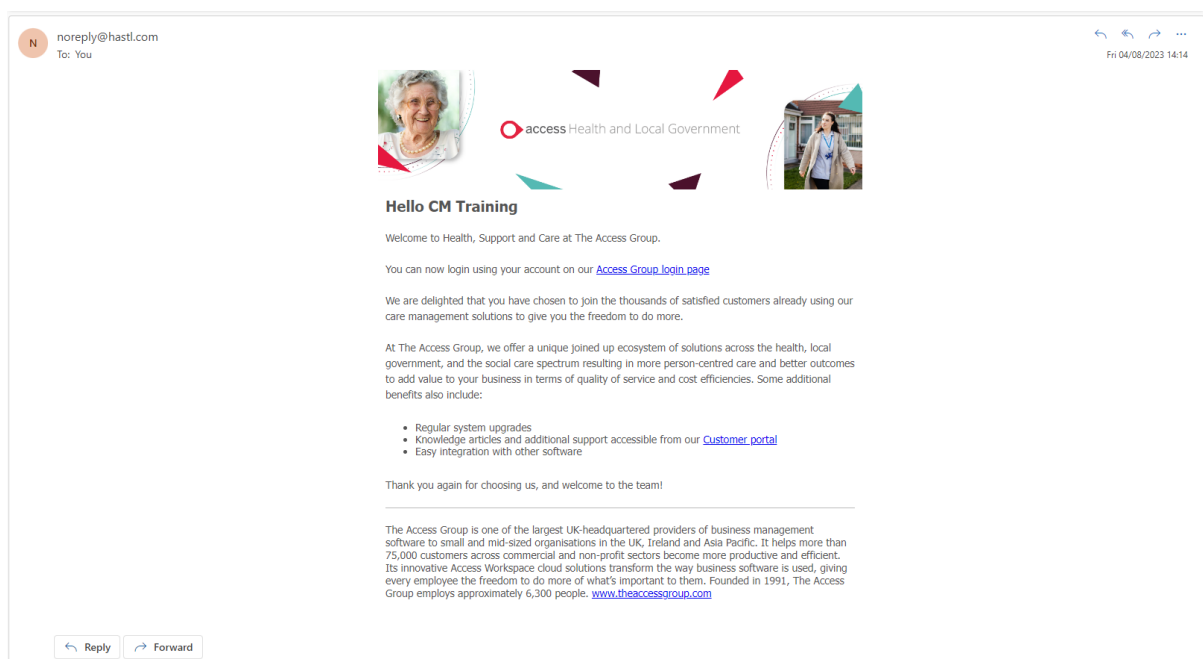 N
noreply@hastl.com
To: You
Fri 04/08/2023 14:14
access Health and Local Government
Hello CM Training
Welcome to Health, Support and Care at The Access Group.
You can now login using your account on our Access Group login page
We are delighted that you have chosen to join the thousands of satisfied customers already using our
care management solutions to give you the freedom to do more.
At The Access Group, we offer a unique joined up ecosystem of solutions across the health, local
government, and the social care spectrum resulting in more person-centred care and better outcomes
to add value to your business in terms of quality of service and cost efficiencies. Some additional
benefits also include:
• Regular system upgrades
• Knowledge articles and additional support accessible from our Customer portal
• Easy integration with other software
Thank you again for choosing us, and welcome to the team!
The Access Group is one of the largest UK-headquartered providers of business management
software to small and mid-sized organisations in the UK, Ireland and Asia Pacific. It helps more than
75,000 customers across commercial and non-profit sectors become more productive and efficient.
Its innovative Access Workspace cloud solutions transform the way business software is used, giving
every employee the freedom to do more of what's important to them. Founded in 1991, The Access
Group employs approximately 6,300 people. www.theaccessgroup.com
Reply
Forward